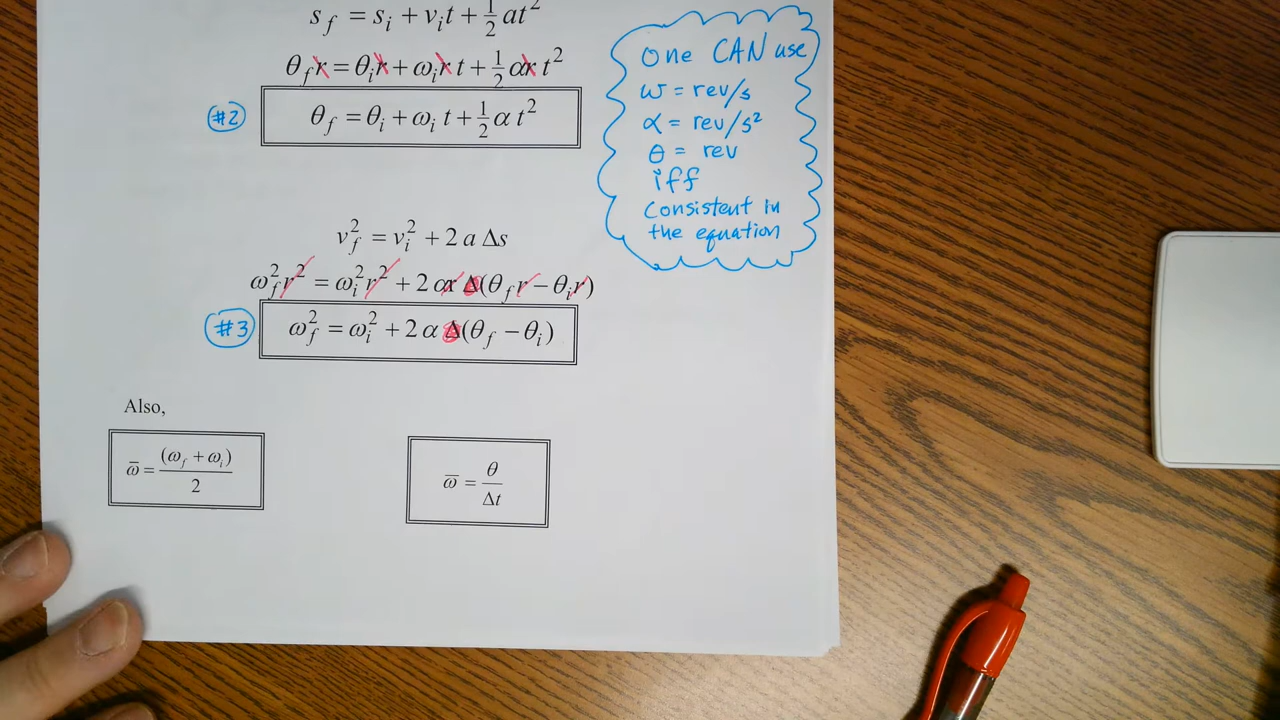 s_f = s_i + v_i t + ½ at²
θ_f r = θ_i r + ω_i r t + ½ αr t²
#2
θ_f = θ_i + ω_i t + ½ α t²
v_f² = v_i² + 2 a Δs
ω_f² r² = ω_i² r² + 2 αr Δ(θ_f r − θ_i r)
#3
ω_f² = ω_i² + 2 α Δ(θ_f − θ_i)
Also,
ω̄ = (ω_f + ω_i) / 2
ω̄ = θ / Δt
One CAN use
ω = rev/s
α = rev/s²
θ = rev
iff
Consistent in
the equation